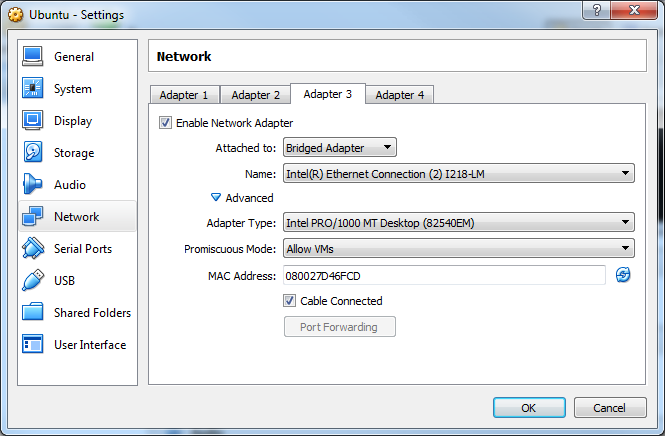 Ubuntu - Settings
General
System
Display
Storage
Audio
Network
Serial Ports
USB
Shared Folders
User Interface
Network
Adapter 1 Adapter 2 Adapter 3 Adapter 4
Enable Network Adapter
Attached to: Bridged Adapter
Name: Intel(R) Ethernet Connection (2) I218-LM
Advanced
Adapter Type: Intel PRO/1000 MT Desktop (82540EM)
Promiscuous Mode: Allow VMs
MAC Address: 080027D46FCD
Cable Connected
Port Forwarding
OK Cancel